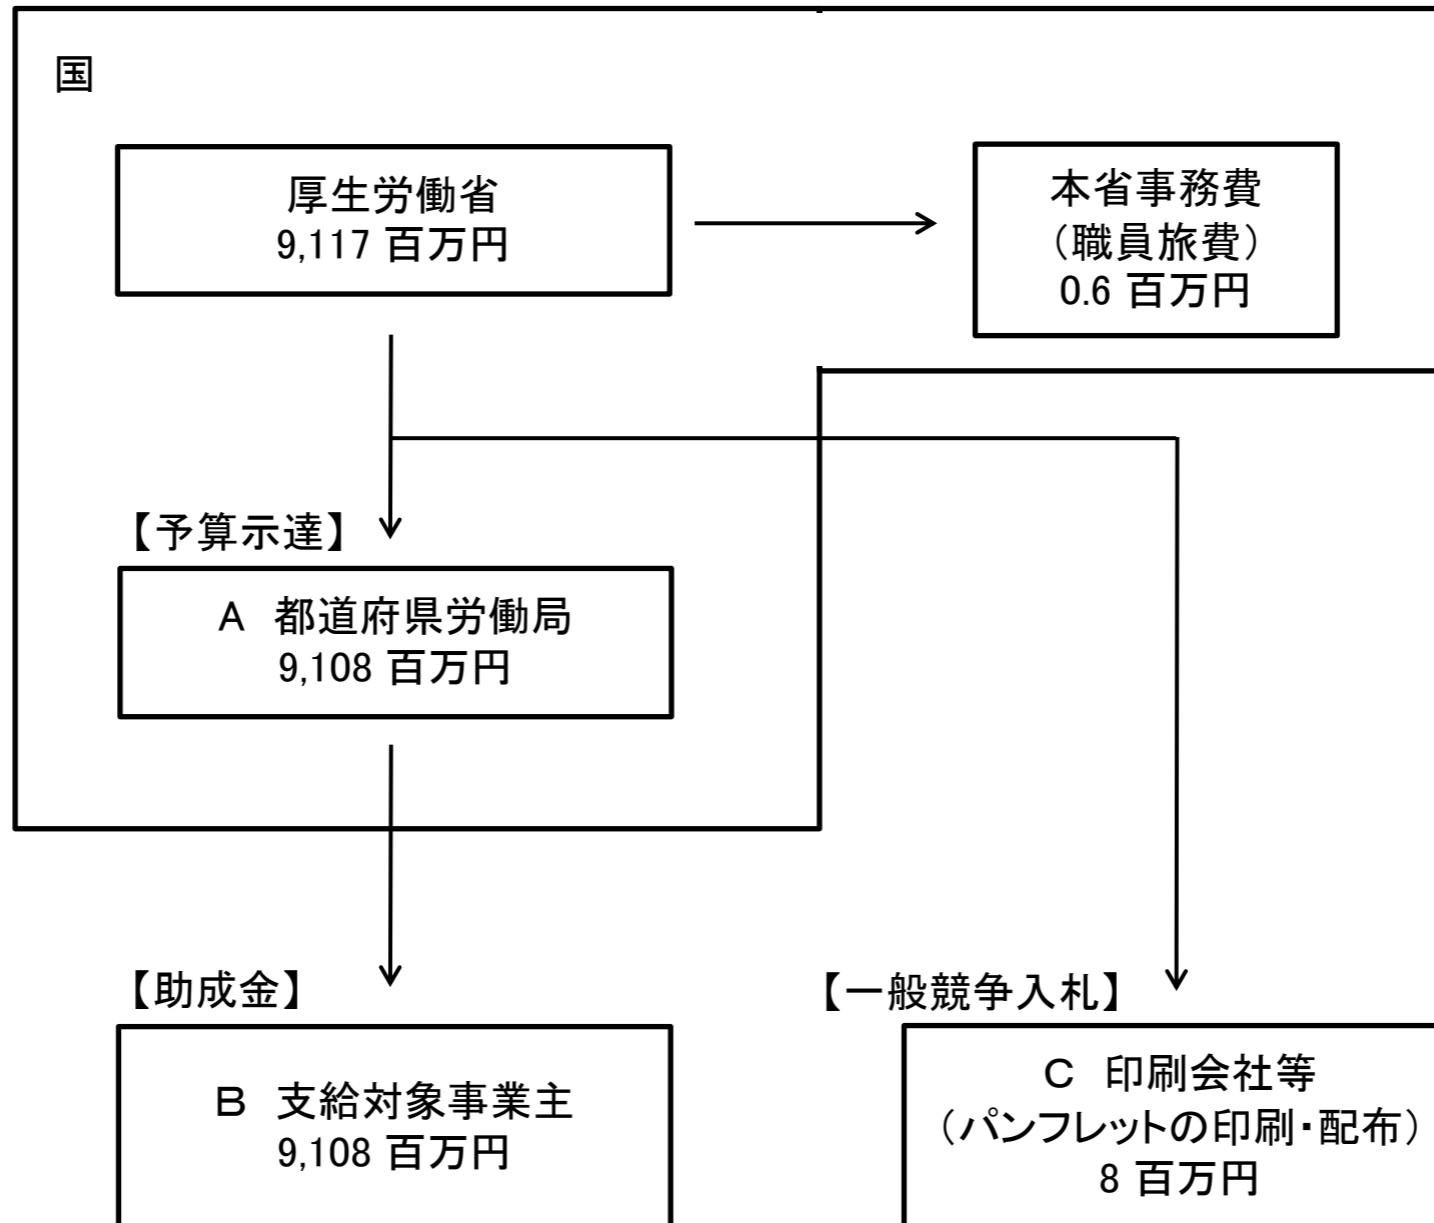 国
厚生労働省
9,117 百万円
本省事務費
（職員旅費）
0.6 百万円
【予算示達】
A　都道府県労働局
9,108 百万円
【助成金】
B　支給対象事業主
9,108 百万円
【一般競争入札】
C　印刷会社等
（パンフレットの印刷・配布）
8 百万円